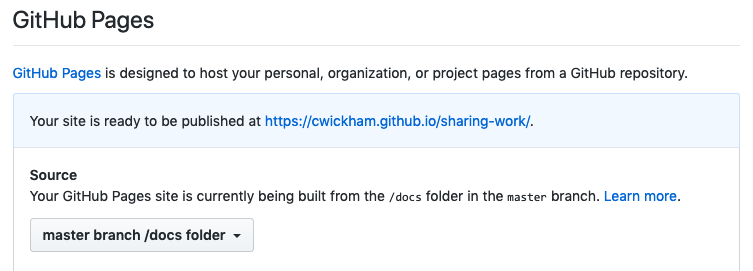 GitHub Pages
GitHub Pages is designed to host your personal, organization, or project pages from a GitHub repository.
Your site is ready to be published at https://cwickham.github.io/sharing-work/.
Source
Your GitHub Pages site is currently being built from the /docs folder in the master branch. Learn more.
master branch /docs folder